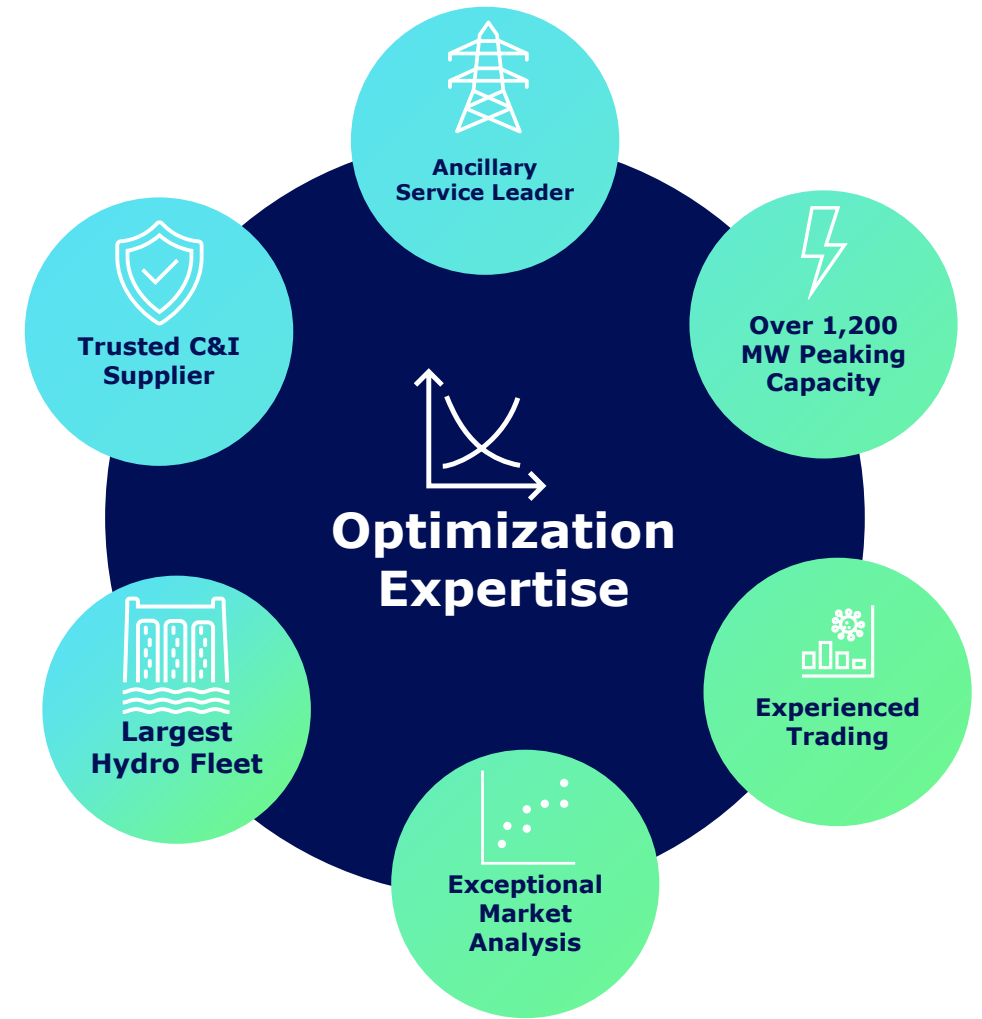 Ancillary
Service Leader
Trusted C&I
Supplier
Over 1,200
MW Peaking
Capacity
Optimization
Expertise
Largest
Hydro Fleet
Experienced
Trading
Exceptional
Market
Analysis